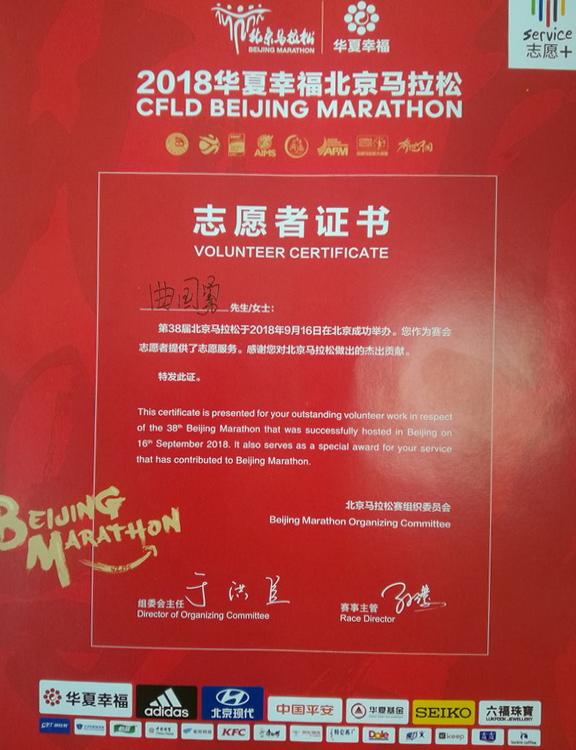 北京马拉松
BEIJING MARATHON
华夏幸福
Service
志愿+
2018华夏幸福北京马拉松
CFLD BEIJING MARATHON
AIMS
志愿者证书
VOLUNTEER CERTIFICATE
曲国勇 先生/女士：
第38届北京马拉松于2018年9月16日在北京成功举办。您作为赛会
志愿者提供了志愿服务。感谢您对北京马拉松做出的杰出贡献。
特发此证。
This certificate is presented for your outstanding volunteer work in respect
of the 38th Beijing Marathon that was successfully hosted in Beijing on
16th September 2018. It also serves as a special award for your service
that has contributed to Beijing Marathon.
北京马拉松赛组织委员会
Beijing Marathon Organizing Committee
BEIJING
MARATHON
组委会主任 于洪臣
Director of Organizing Committee
赛事主管
Race Director
华夏幸福
adidas
HYUNDAI
北京现代
中国平安
华夏基金
SEIKO
六福珠宝
LUKFOOK JEWELLERY
KFC
Dole
keep